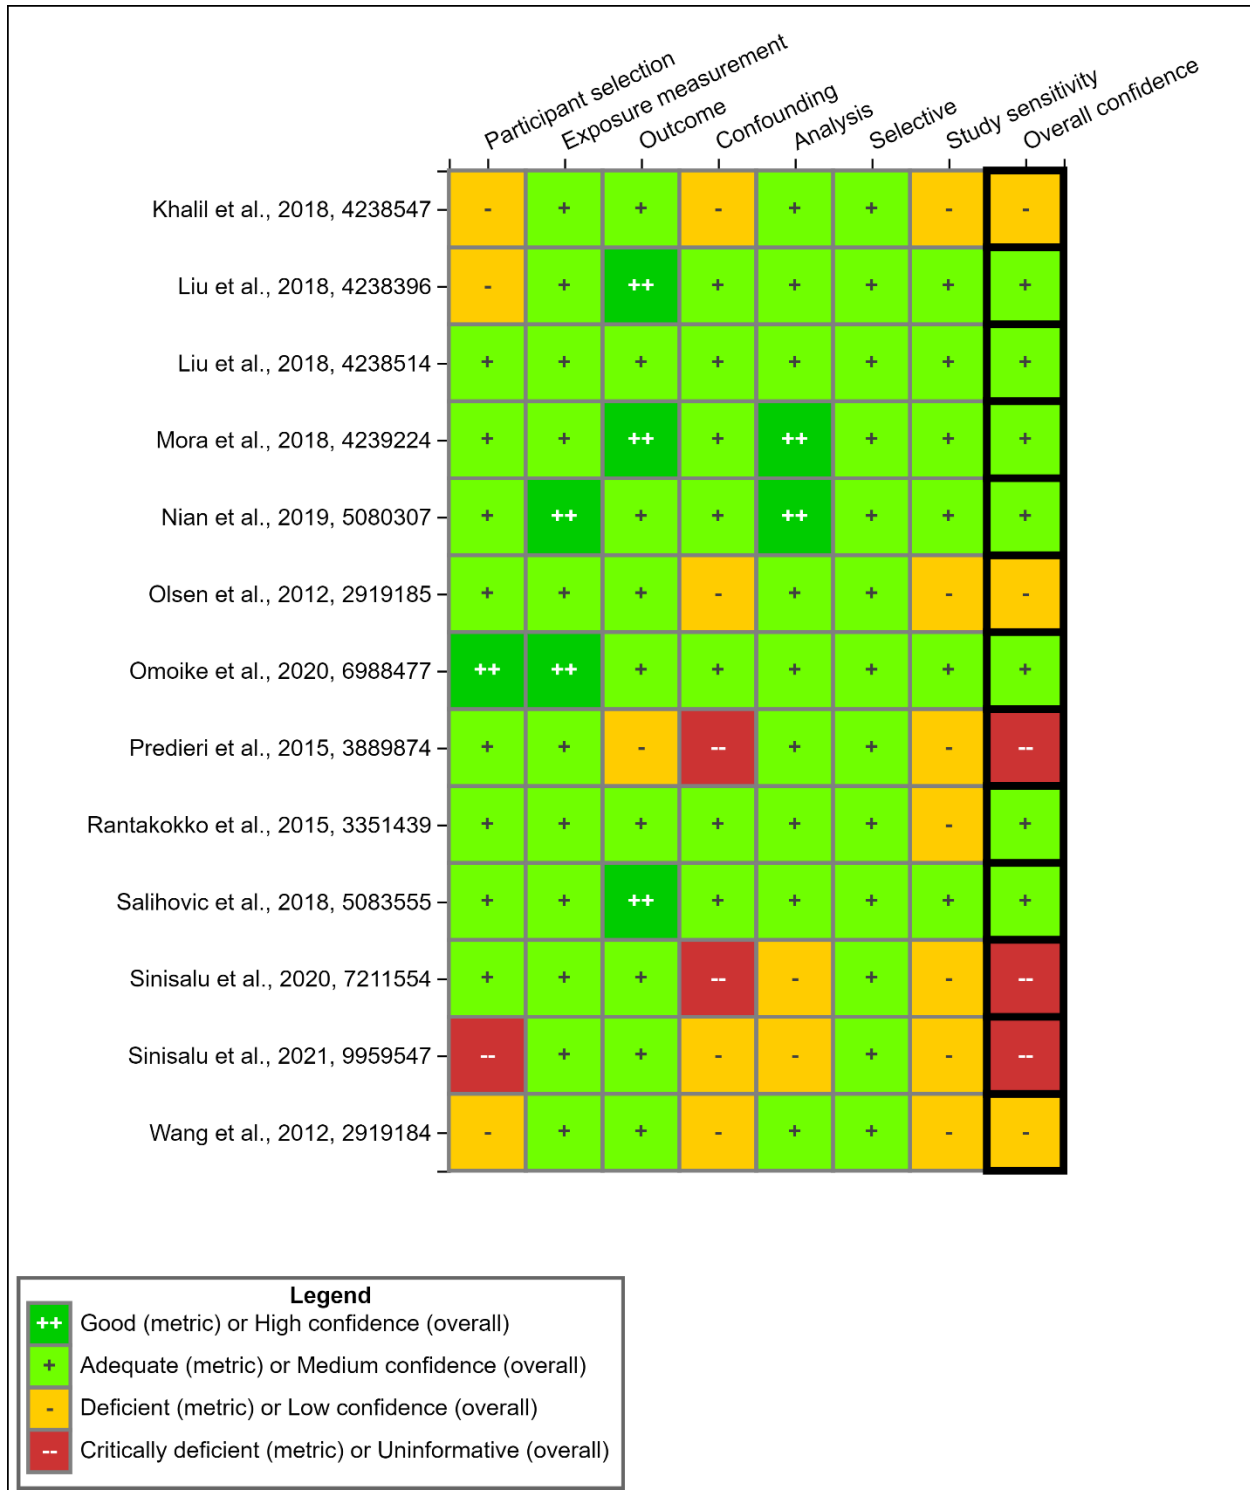 Participant selection
Exposure measurement
Outcome
Confounding
Analysis
Selective
Study sensitivity
Overall confidence
Khalil et al., 2018, 4238547 - + + - + + - -
Liu et al., 2018, 4238396 - + ++ + + + + +
Liu et al., 2018, 4238514 + + + + + + + +
Mora et al., 2018, 4239224 + + ++ + ++ + + +
Nian et al., 2019, 5080307 + ++ + + ++ + + +
Olsen et al., 2012, 2919185 + + + - + + - -
Omoike et al., 2020, 6988477 ++ ++ + + + + + +
Predieri et al., 2015, 3889874 + + - -- + + - --
Rantakokko et al., 2015, 3351439 + + + + + + - +
Salihovic et al., 2018, 5083555 + + ++ + + + + +
Sinisalu et al., 2020, 7211554 + + + -- - + - --
Sinisalu et al., 2021, 9959547 -- + + - - + - --
Wang et al., 2012, 2919184 - + + - + + - -
Legend
++ Good (metric) or High confidence (overall)
+ Adequate (metric) or Medium confidence (overall)
- Deficient (metric) or Low confidence (overall)
-- Critically deficient (metric) or Uninformative (overall)